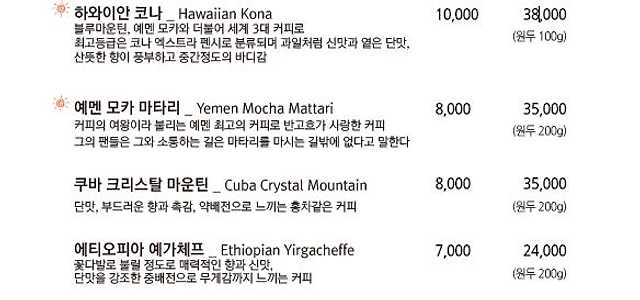 하와이안 코나 _ Hawaiian Kona 10,000 38,000
블루마운틴, 예멘 모카와 더불어 세계 3대 커피로 (원두 100g)
최고등급은 코나 엑스트라 펜시로 분류되며 과일처럼 신맛과 옅은 단맛,
산뜻한 향이 풍부하고 중간정도의 바디감
예멘 모카 마타리 _ Yemen Mocha Mattari 8,000 35,000
커피의 여왕이라 불리는 예멘 최고의 커피로 반고흐가 사랑한 커피 (원두 200g)
그의 팬들은 그와 소통하는 길은 마타리를 마시는 길밖에 없다고 말한다
쿠바 크리스탈 마운틴 _ Cuba Crystal Mountain 8,000 35,000
단맛, 부드러운 향과 촉감, 약배전으로 느끼는 홍차같은 커피 (원두 200g)
에티오피아 예가체프 _ Ethiopian Yirgacheffe 7,000 24,000
꽃다발로 불릴 정도로 매력적인 향과 신맛,
단맛을 강조한 중배전으로 무게감까지 느끼는 커피 (원두 200g)